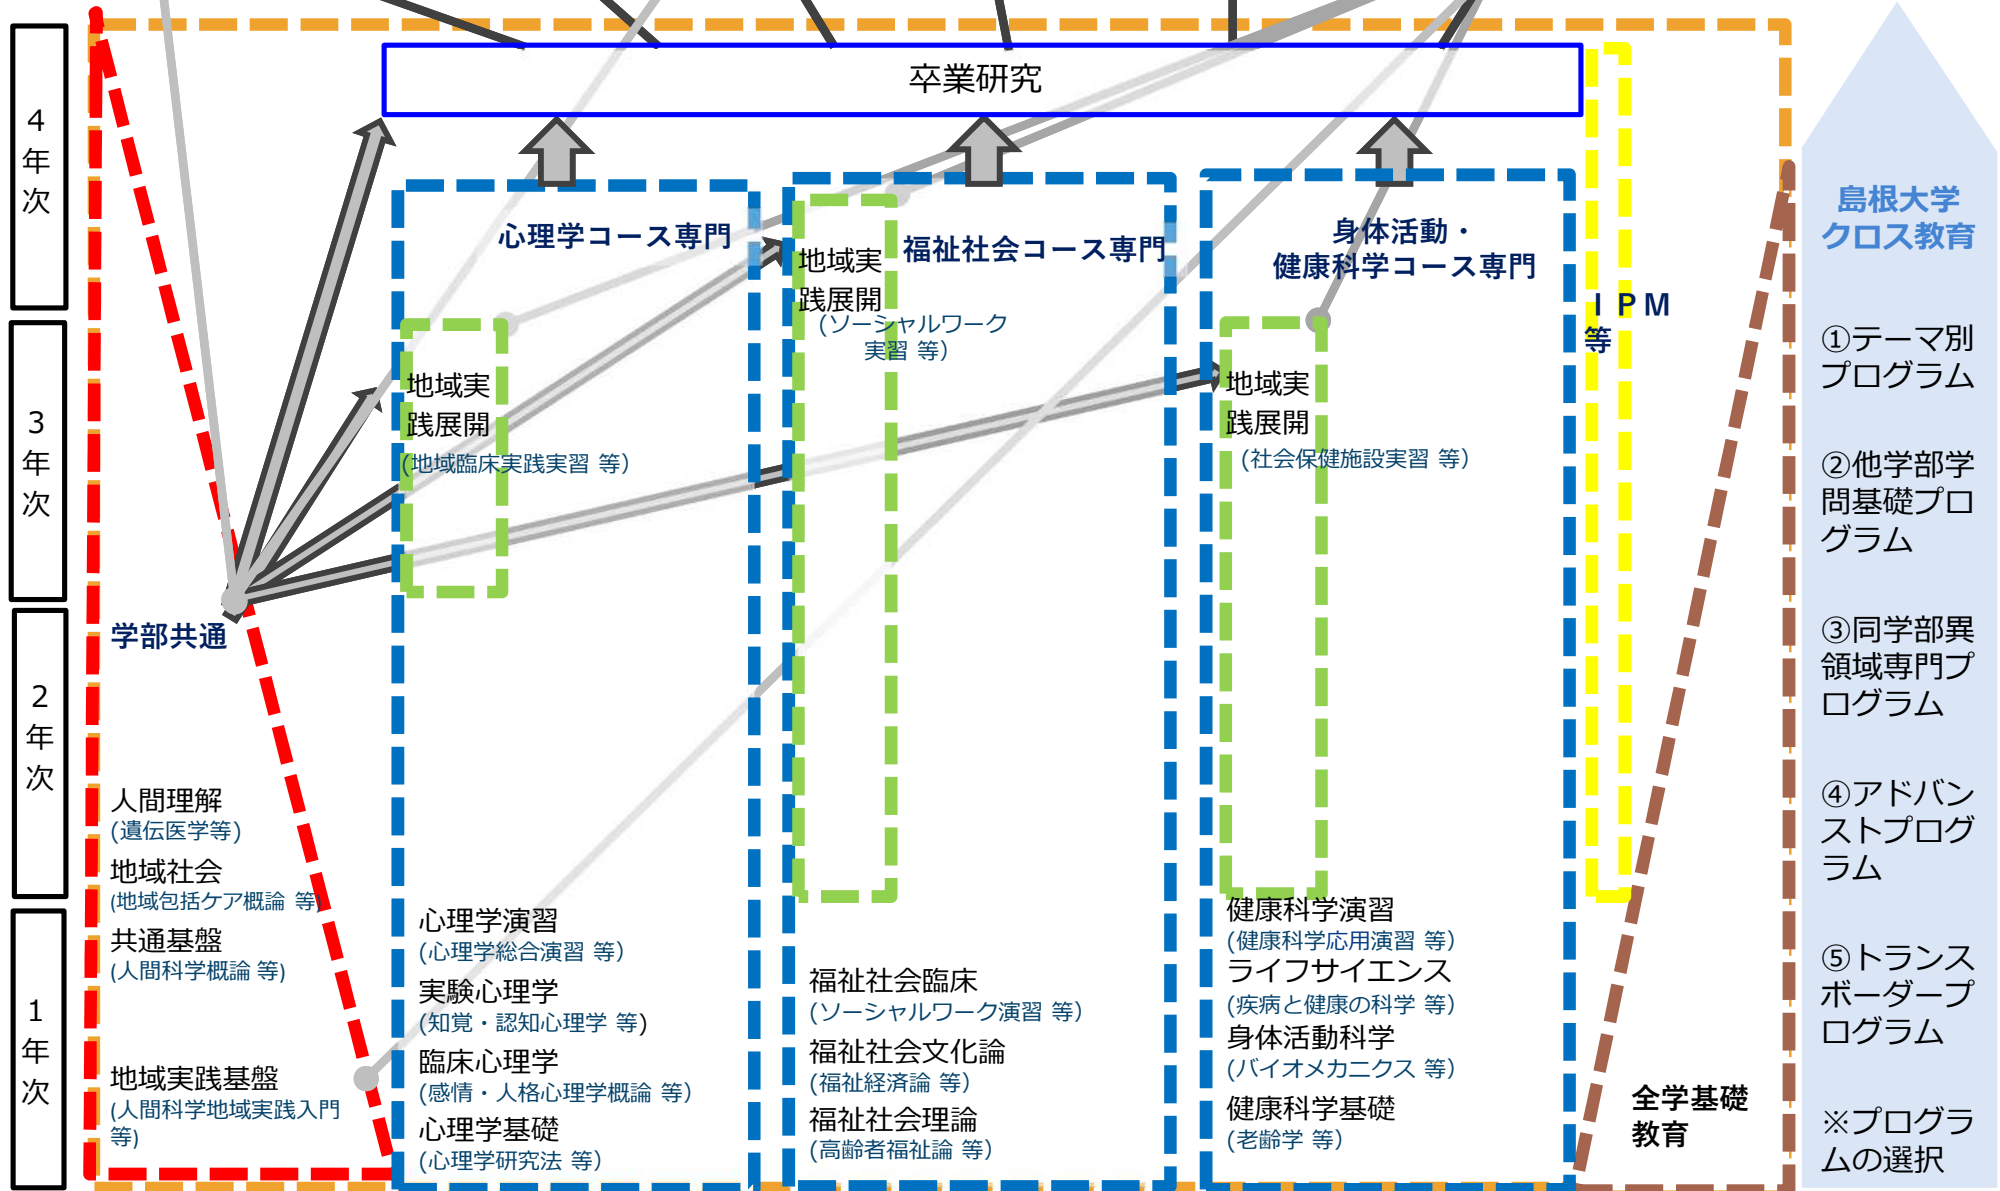 卒業研究
4
年
次
3
年
次
2
年
次
1
年
次
学部共通
人間理解
(遺伝医学等)
地域社会
(地域包括ケア概論 等)
共通基盤
(人間科学概論 等)
地域実践基盤
(人間科学地域実践入門
等)
心理学コース専門
地域実
践展開
(地域臨床実践実習 等)
心理学演習
(心理学総合演習 等)
実験心理学
(知覚・認知心理学 等)
臨床心理学
(感情・人格心理学概論 等)
心理学基礎
(心理学研究法 等)
福祉社会コース専門
地域実
践展開
(ソーシャルワーク
実習 等)
福祉社会臨床
(ソーシャルワーク演習 等)
福祉社会文化論
(福祉経済論 等)
福祉社会理論
(高齢者福祉論 等)
身体活動・
健康科学コース専門
地域実
践展開
(社会保健施設実習 等)
健康科学演習
(健康科学応用演習 等)
ライフサイエンス
(疾病と健康の科学 等)
身体活動科学
(バイオメカニクス 等)
健康科学基礎
(老齢学 等)
ＩＰＭ
等
全学基礎
教育
島根大学
クロス教育
①テーマ別
プログラム
②他学部学
問基礎プロ
グラム
③同学部異
領域専門プ
ログラム
④アドバン
ストプログ
ラム
⑤トランス
ボーダープ
ログラム
※プログラ
ムの選択